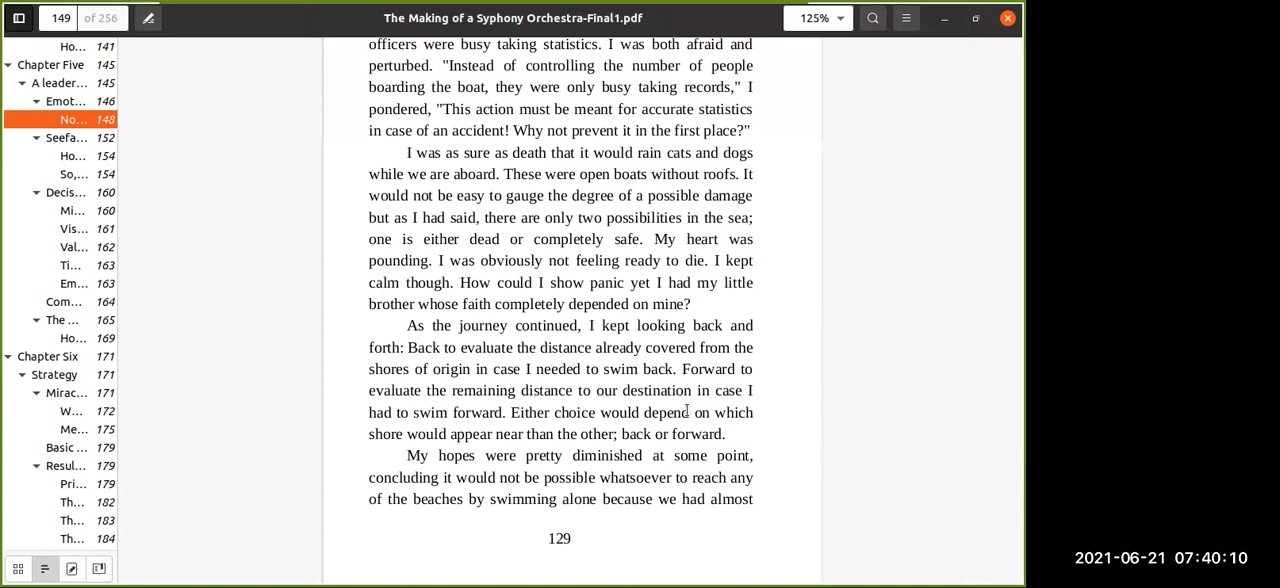 149 of 256
The Making of a Syphony Orchestra-Final1.pdf
125%
Ho... 141
Chapter Five 145
A leader... 145
Emot... 146
No... 148
Seefa... 152
Ho... 154
So,... 154
Decis... 160
Mi... 160
Vis... 161
Val... 162
Ti... 163
Em... 163
Com... 164
The ... 165
Ho... 169
Chapter Six 171
Strategy 171
Mirac... 171
W... 172
Me... 175
Basic ... 179
Resul... 179
Pri... 179
Th... 182
Th... 183
Th... 184
officers were busy taking statistics. I was both afraid and
perturbed. "Instead of controlling the number of people
boarding the boat, they were only busy taking records," I
pondered, "This action must be meant for accurate statistics
in case of an accident! Why not prevent it in the first place?"
I was as sure as death that it would rain cats and dogs
while we are aboard. These were open boats without roofs. It
would not be easy to gauge the degree of a possible damage
but as I had said, there are only two possibilities in the sea;
one is either dead or completely safe. My heart was
pounding. I was obviously not feeling ready to die. I kept
calm though. How could I show panic yet I had my little
brother whose faith completely depended on mine?
As the journey continued, I kept looking back and
forth: Back to evaluate the distance already covered from the
shores of origin in case I needed to swim back. Forward to
evaluate the remaining distance to our destination in case I
had to swim forward. Either choice would depend on which
shore would appear near than the other; back or forward.
My hopes were pretty diminished at some point,
concluding it would not be possible whatsoever to reach any
of the beaches by swimming alone because we had almost
129
2021-06-21 07:40:10